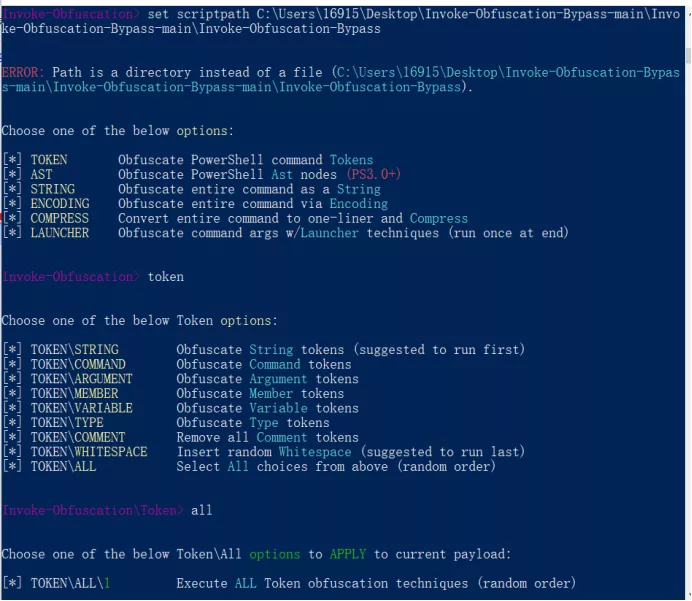 Invoke-Obfuscation> set scriptpath C:\Users\16915\Desktop\Invoke-Obfuscation-Bypass-main\Invo
ke-Obfuscation-Bypass-main\Invoke-Obfuscation-Bypass
ERROR: Path is a directory instead of a file (C:\Users\16915\Desktop\Invoke-Obfuscation-Bypas
s-main\Invoke-Obfuscation-Bypass-main\Invoke-Obfuscation-Bypass).
Choose one of the below options:
[*] TOKEN Obfuscate PowerShell command Tokens
[*] AST Obfuscate PowerShell Ast nodes (PS3.0+)
[*] STRING Obfuscate entire command as a String
[*] ENCODING Obfuscate entire command via Encoding
[*] COMPRESS Convert entire command to one-liner and Compress
[*] LAUNCHER Obfuscate command args w/Launcher techniques (run once at end)
Invoke-Obfuscation> token
Choose one of the below Token options:
[*] TOKEN\STRING Obfuscate String tokens (suggested to run first)
[*] TOKEN\COMMAND Obfuscate Command tokens
[*] TOKEN\ARGUMENT Obfuscate Argument tokens
[*] TOKEN\MEMBER Obfuscate Member tokens
[*] TOKEN\VARIABLE Obfuscate Variable tokens
[*] TOKEN\TYPE Obfuscate Type tokens
[*] TOKEN\COMMENT Remove all Comment tokens
[*] TOKEN\WHITESPACE Insert random Whitespace (suggested to run last)
[*] TOKEN\ALL Select All choices from above (random order)
Invoke-Obfuscation\Token> all
Choose one of the below Token\All options to APPLY to current payload:
[*] TOKEN\ALL\1 Execute ALL Token obfuscation techniques (random order)